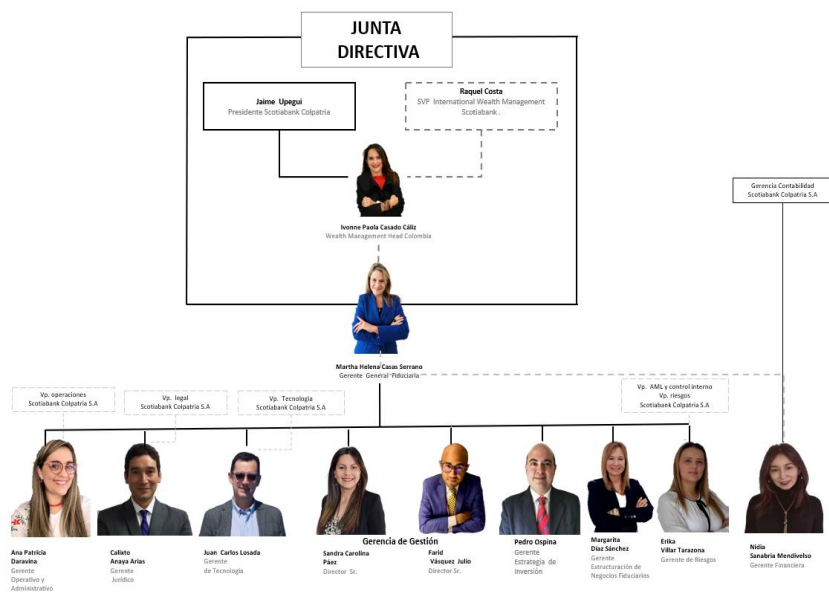 JUNTA
DIRECTIVA
Jaime Upegui
Presidente Scotiabank Colpatria
Raquel Costa
SVP International Wealth Management
Scotiabank .
Ivonne Paola Casado Cáliz
Wealth Management Head Colombia
Gerencia Contabilidad
Scotiabank Colpatria S.A
Martha Helena Casas Serrano
Gerente General Fiduciaria
Vp. operaciones
Scotiabank Colpatria S.A
Vp. legal
Scotiabank Colpatria S.A
Vp. Tecnología
Scotiabank Colpatria S.A
Vp. AML y control interno
Vp. riesgos
Scotiabank Colpatria S.A
Gerencia de Gestión
Ana Patricia
Daravina
Gerente
Operativo y
Administrativo
Calixto
Anaya Arias
Gerente
Jurídico
Juan Carlos Losada
Gerente
de Tecnología
Sandra Carolina
Páez
Director Sr.
Farid
Vásquez Julio
Director Sr.
Pedro Ospina
Gerente
Estrategia de
Inversión
Margarita
Díaz Sánchez
Gerente
Estructuración de
Negocios Fiduciarios
Erika
Villar Tarazona
Gerente de Riesgos
Nidia
Sanabria Mendivelso
Gerente Financiera